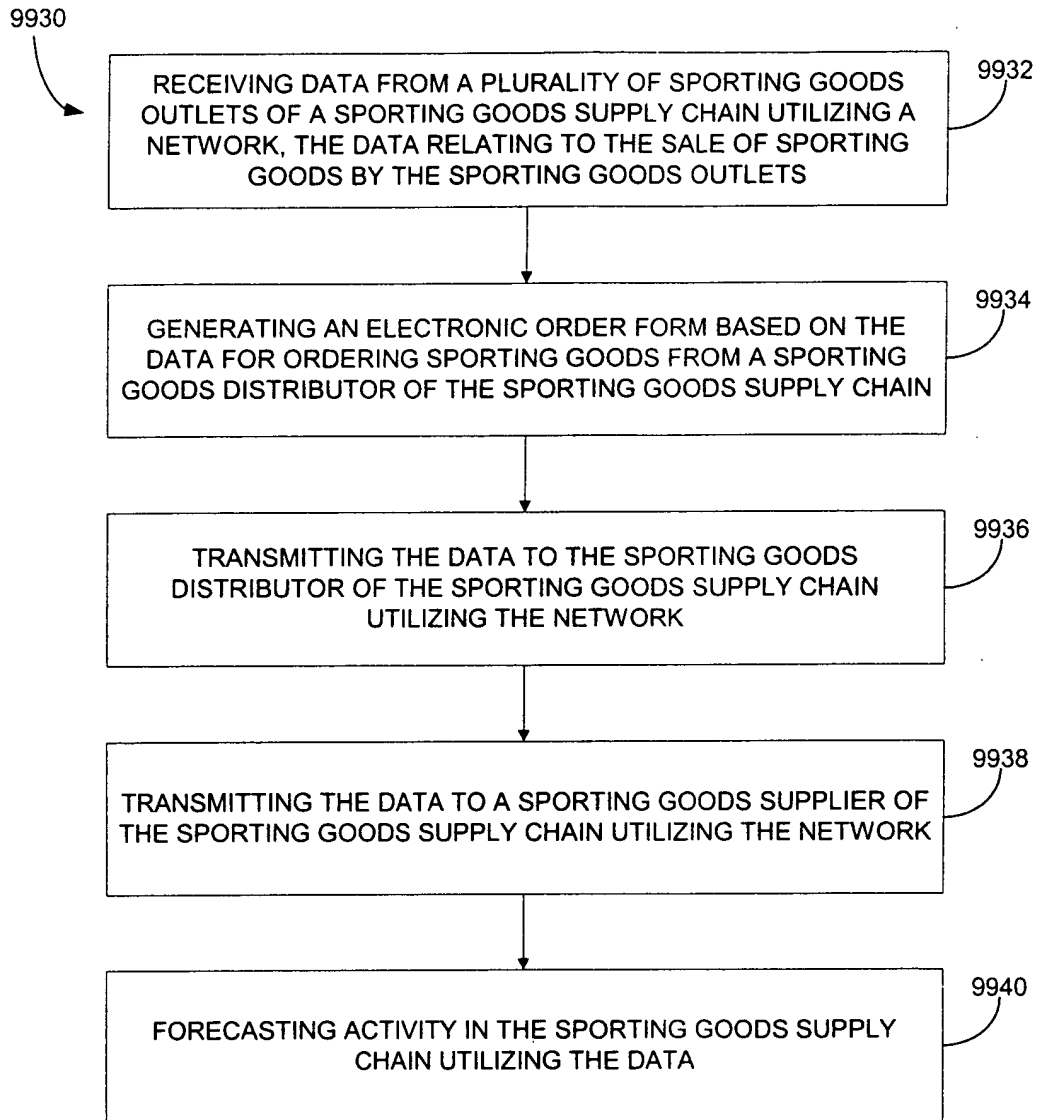 9930
RECEIVING DATA FROM A PLURALITY OF SPORTING GOODS
OUTLETS OF A SPORTING GOODS SUPPLY CHAIN UTILIZING A
NETWORK, THE DATA RELATING TO THE SALE OF SPORTING
GOODS BY THE SPORTING GOODS OUTLETS
9932
GENERATING AN ELECTRONIC ORDER FORM BASED ON THE
DATA FOR ORDERING SPORTING GOODS FROM A SPORTING
GOODS DISTRIBUTOR OF THE SPORTING GOODS SUPPLY CHAIN
9934
TRANSMITTING THE DATA TO THE SPORTING GOODS
DISTRIBUTOR OF THE SPORTING GOODS SUPPLY CHAIN
UTILIZING THE NETWORK
9936
TRANSMITTING THE DATA TO A SPORTING GOODS SUPPLIER OF
THE SPORTING GOODS SUPPLY CHAIN UTILIZING THE NETWORK
9938
FORECASTING ACTIVITY IN THE SPORTING GOODS SUPPLY
CHAIN UTILIZING THE DATA
9940